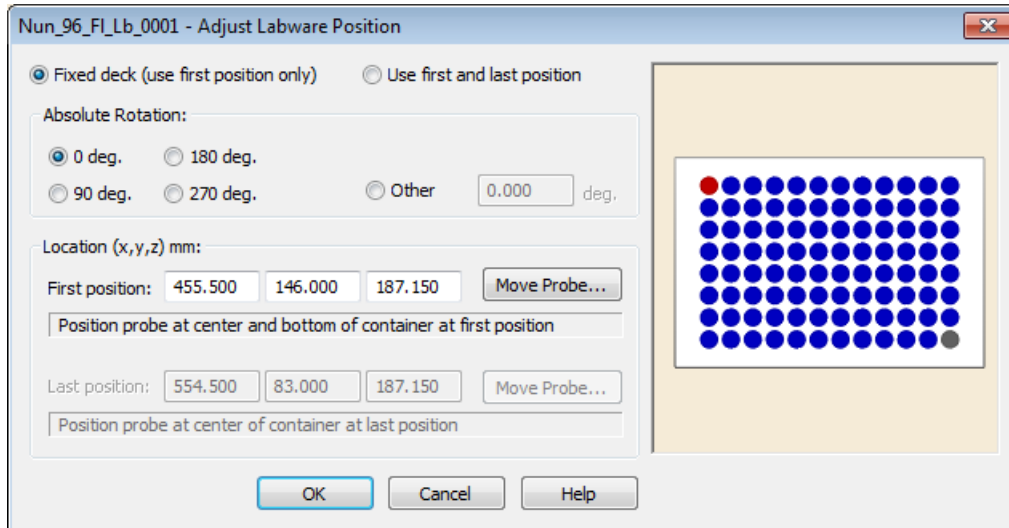 Nun_96_Fl_Lb_0001 - Adjust Labware Position
Fixed deck (use first position only) Use first and last position
Absolute Rotation:
0 deg. 180 deg.
90 deg. 270 deg. Other 0.000 deg.
Location (x,y,z) mm:
First position: 455.500 146.000 187.150 Move Probe...
Position probe at center and bottom of container at first position
Last position: 554.500 83.000 187.150 Move Probe...
Position probe at center of container at last position
OK Cancel Help